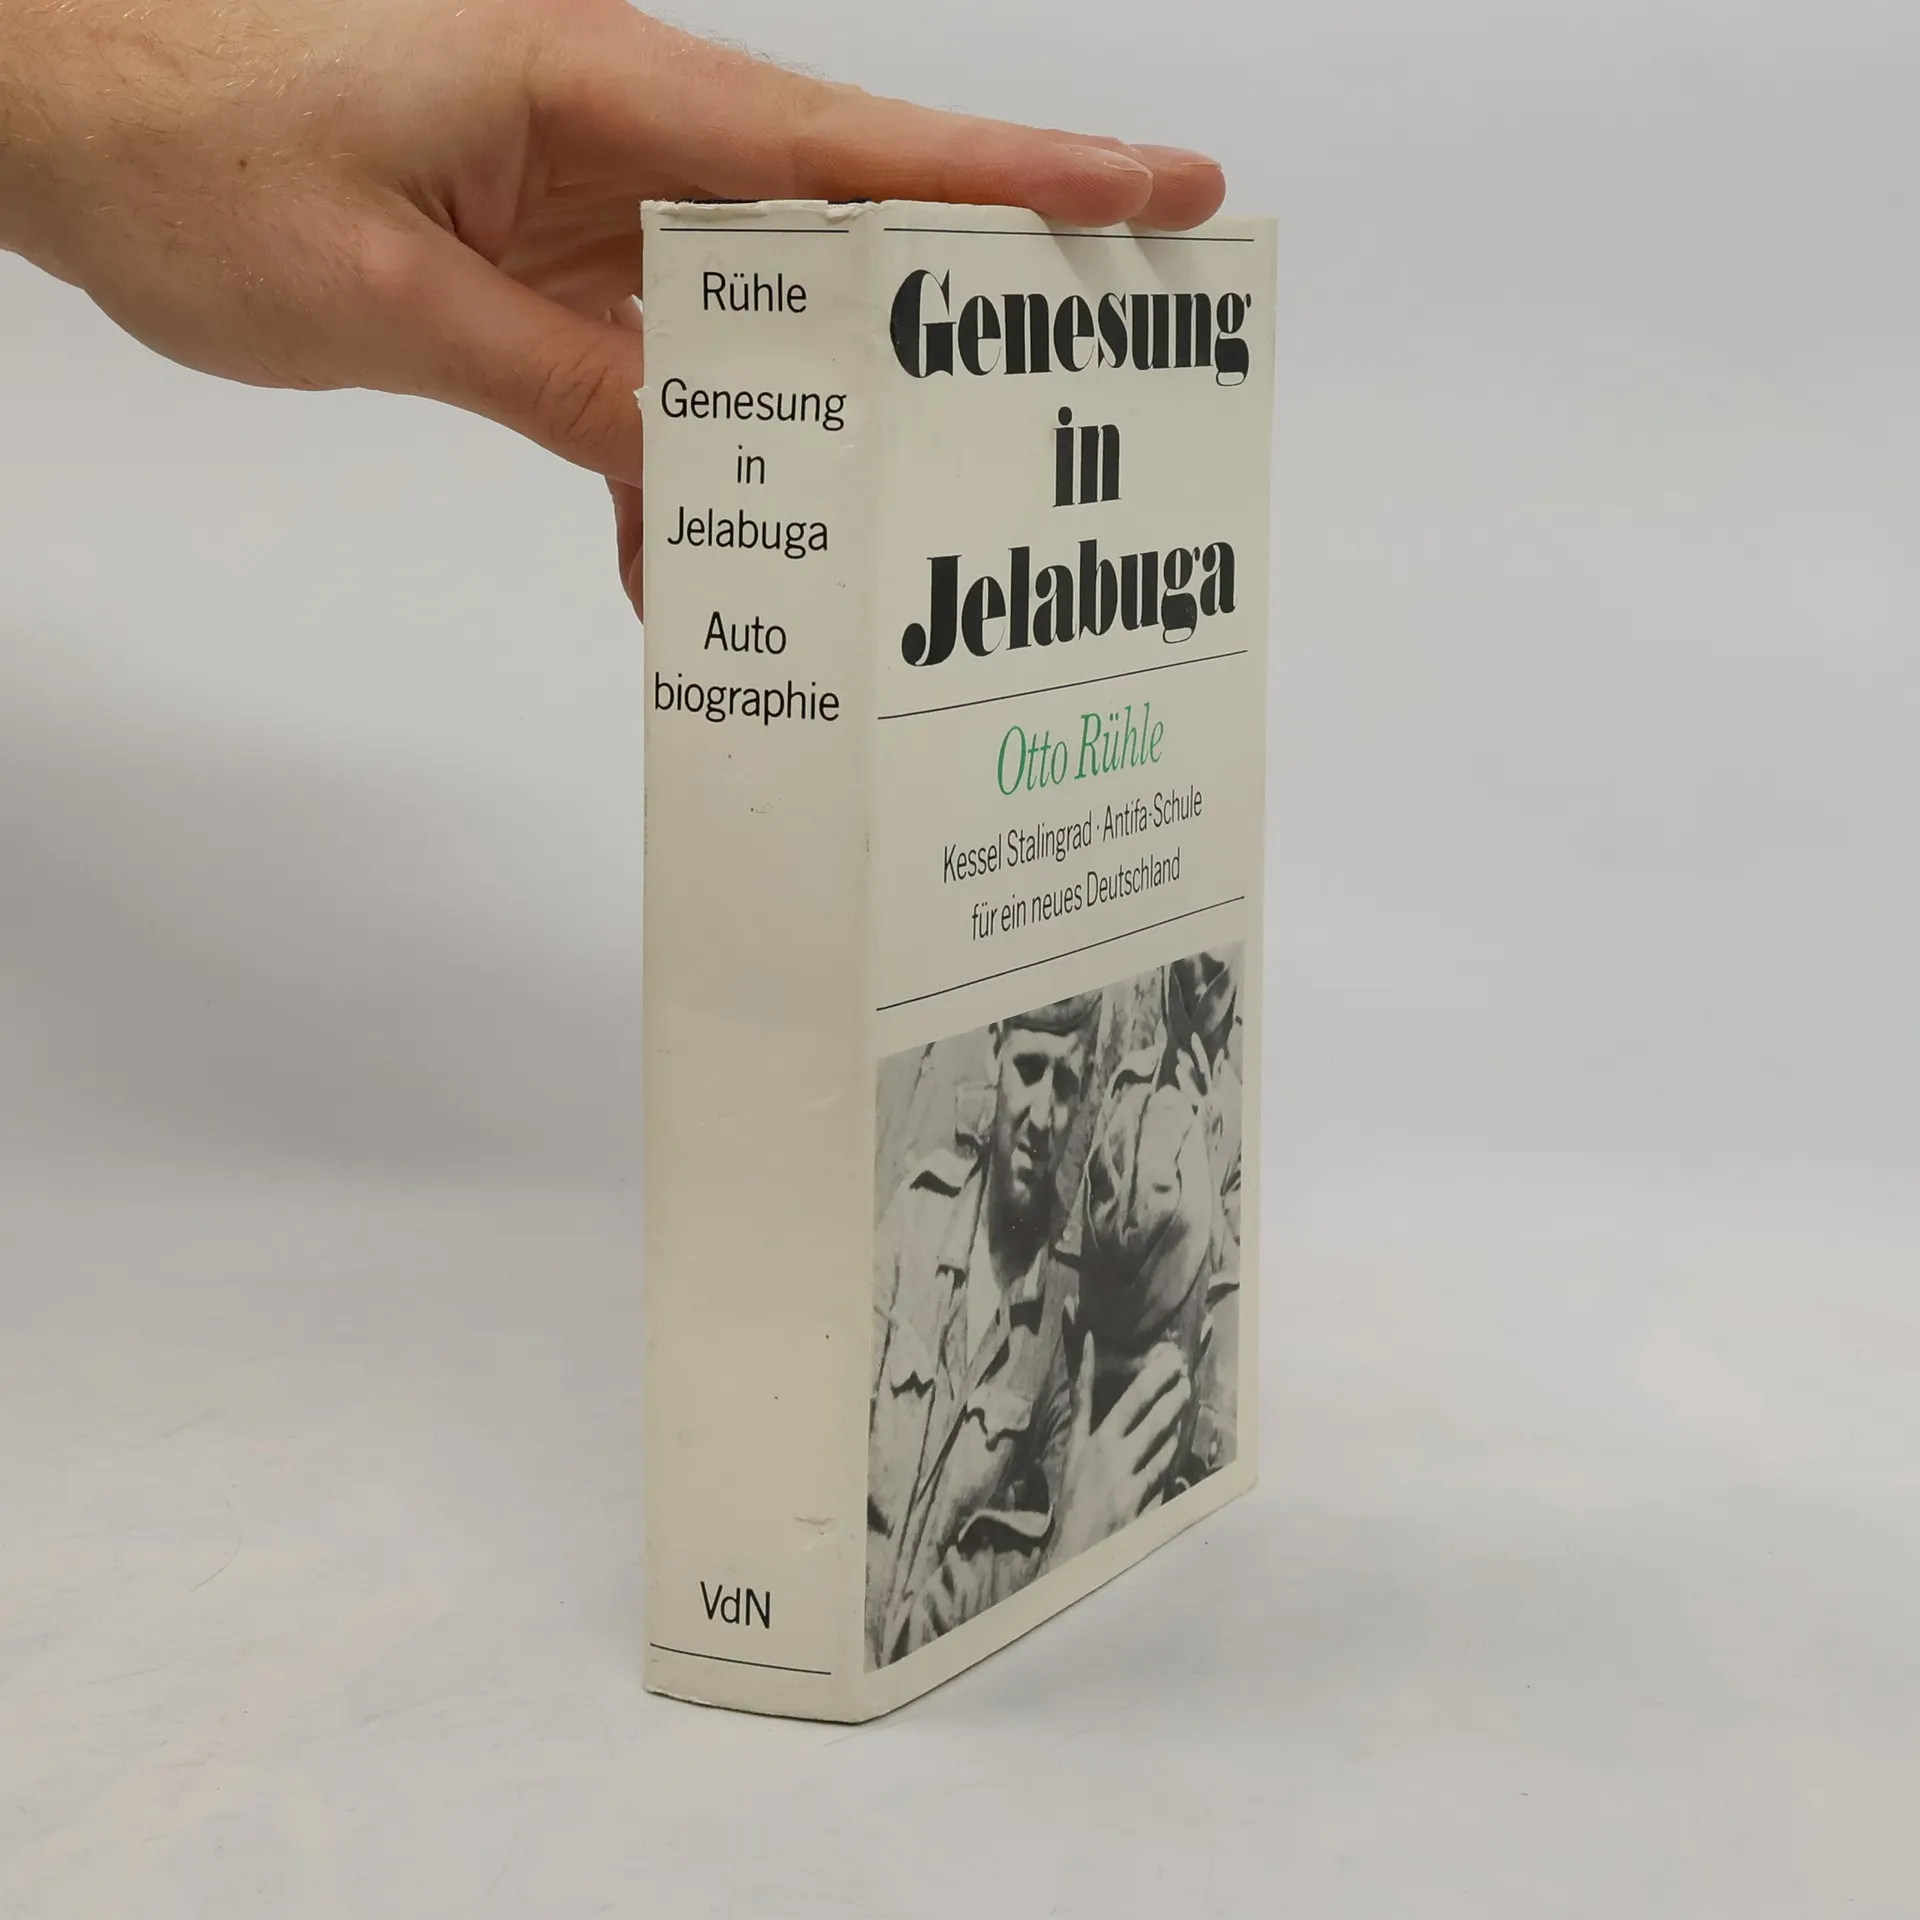 Rühle
Genesung
in
Jelabuga
Auto
biographie
VdN
Genesung
in
Jelabuga
Otto Rühle
Kessel Stalingrad · Antifa-Schule
für ein neues Deutschland